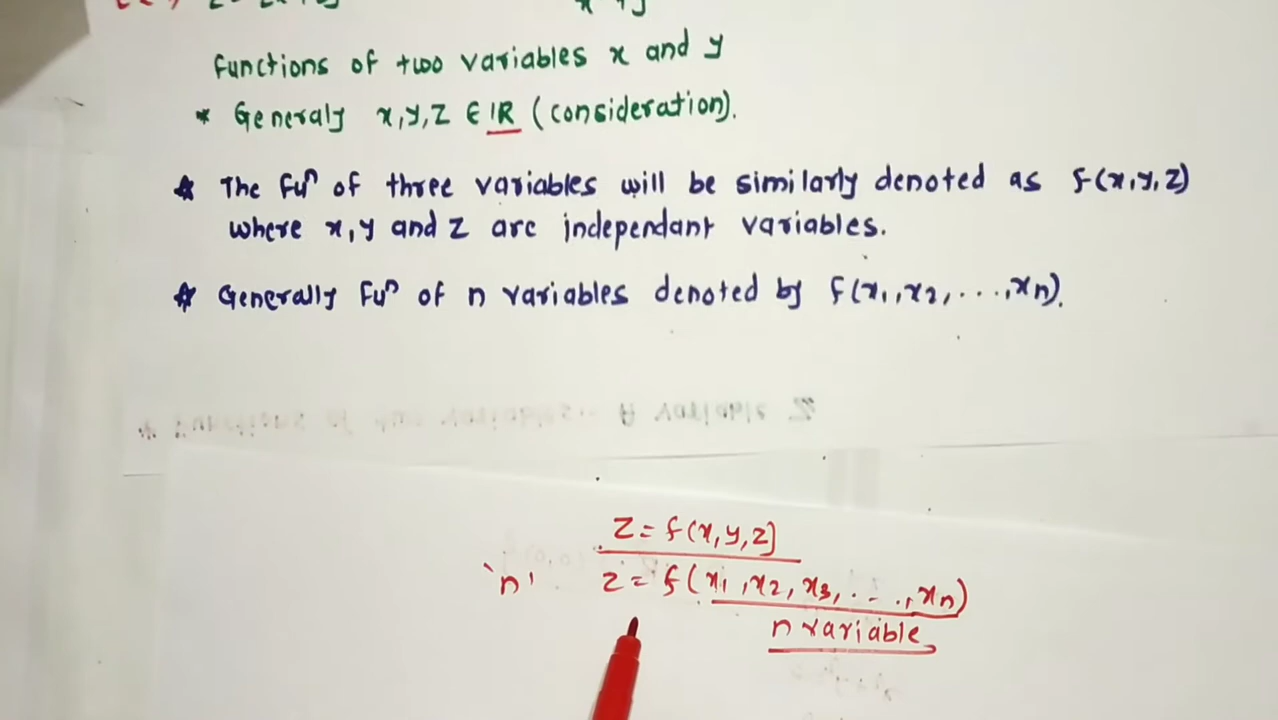 functions of two variables x and y
* Generaly x,y,z ∈ IR (consideration).
* The Fuⁿ of three variables will be similarly denoted as f(x,y,z)
where x,y and z are independant variables.
* Generally Fuⁿ of n variables denoted by f(x₁,x₂,...,xn).
A variable Z
z = f(x,y,z)
'n' z = f(x₁,x₂,x₃,...,xn)
n variable